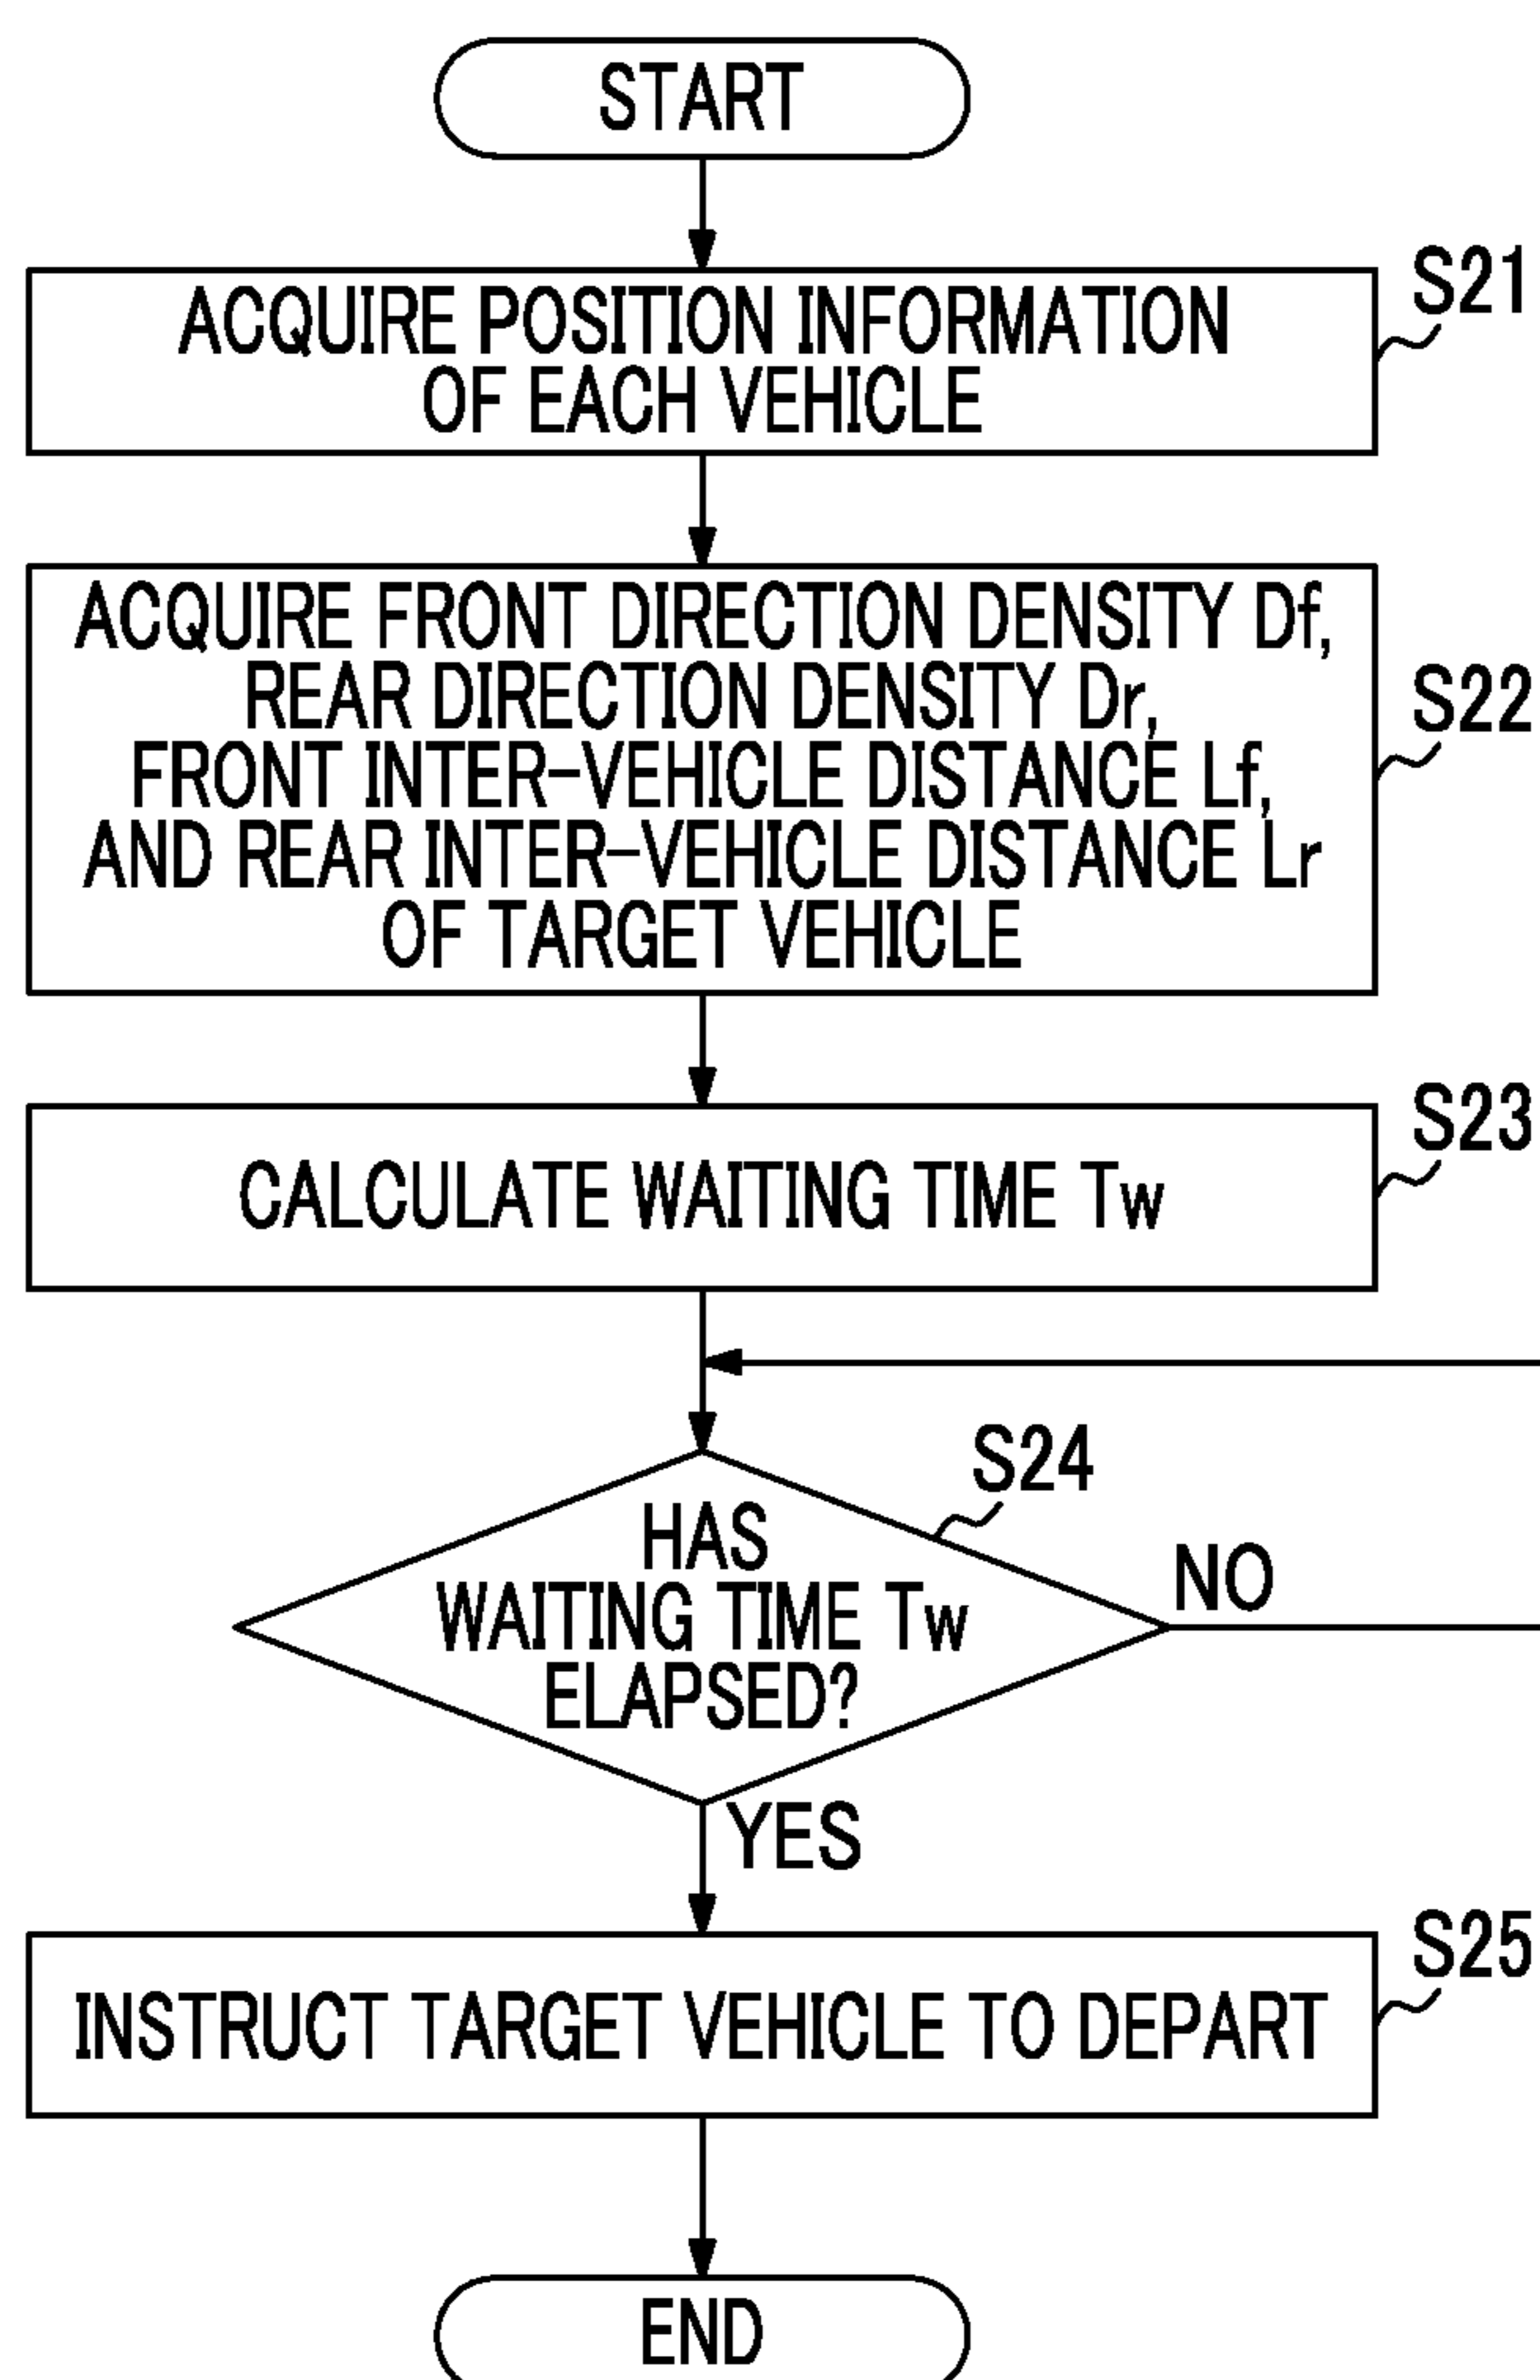 START
S21
ACQUIRE POSITION INFORMATION
OF EACH VEHICLE
S22
ACQUIRE FRONT DIRECTION DENSITY Df,
REAR DIRECTION DENSITY Dr,
FRONT INTER-VEHICLE DISTANCE Lf,
AND REAR INTER-VEHICLE DISTANCE Lr
OF TARGET VEHICLE
S23
CALCULATE WAITING TIME Tw
S24
HAS
WAITING TIME Tw
ELAPSED?
NO
YES
S25
INSTRUCT TARGET VEHICLE TO DEPART
END